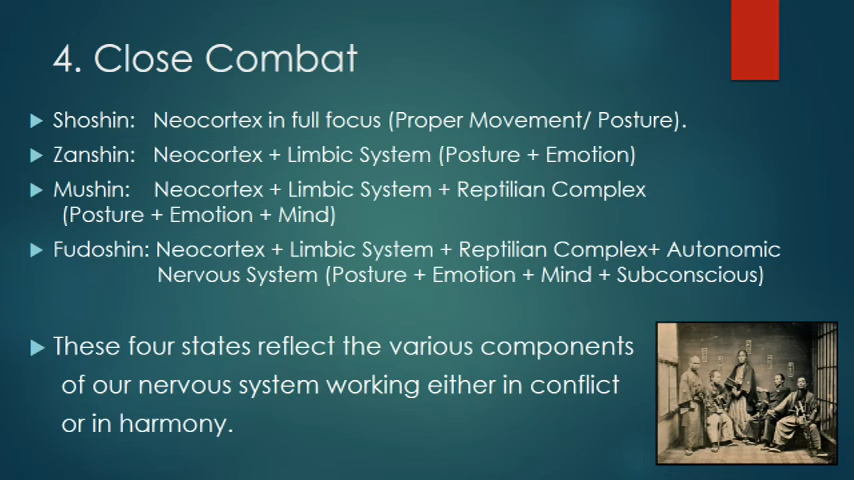 4. Close Combat
Shoshin: Neocortex in full focus (Proper Movement/ Posture).
Zanshin: Neocortex + Limbic System (Posture + Emotion)
Mushin: Neocortex + Limbic System + Reptilian Complex
(Posture + Emotion + Mind)
Fudoshin: Neocortex + Limbic System + Reptilian Complex+ Autonomic
Nervous System (Posture + Emotion + Mind + Subconscious)
These four states reflect the various components
of our nervous system working either in conflict
or in harmony.